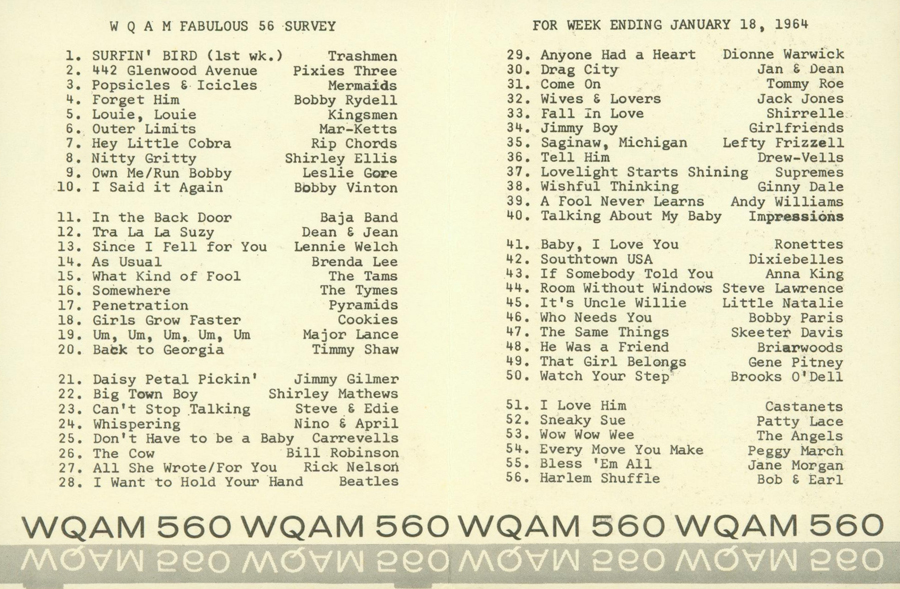 W Q A M FABULOUS 56 SURVEY
1. SURFIN' BIRD (1st wk.) Trashmen
2. 442 Glenwood Avenue Pixies Three
3. Popsicles & Icicles Mermaids
4. Forget Him Bobby Rydell
5. Louie, Louie Kingsmen
6. Outer Limits Mar-Ketts
7. Hey Little Cobra Rip Chords
8. Nitty Gritty Shirley Ellis
9. Own Me/Run Bobby Leslie Gore
10. I Said it Again Bobby Vinton
11. In the Back Door Baja Band
12. Tra La La Suzy Dean & Jean
13. Since I Fell for You Lennie Welch
14. As Usual Brenda Lee
15. What Kind of Fool The Tams
16. Somewhere The Tymes
17. Penetration Pyramids
18. Girls Grow Faster Cookies
19. Um, Um, Um, Um, Um Major Lance
20. Back to Georgia Timmy Shaw
21. Daisy Petal Pickin' Jimmy Gilmer
22. Big Town Boy Shirley Mathews
23. Can't Stop Talking Steve & Edie
24. Whispering Nino & April
25. Don't Have to be a Baby Carrevells
26. The Cow Bill Robinson
27. All She Wrote/For You Rick Nelson
28. I Want to Hold Your Hand Beatles
FOR WEEK ENDING JANUARY 18, 1964
29. Anyone Had a Heart Dionne Warwick
30. Drag City Jan & Dean
31. Come On Tommy Roe
32. Wives & Lovers Jack Jones
33. Fall In Love Shirrelle
34. Jimmy Boy Girlfriends
35. Saginaw, Michigan Lefty Frizzell
36. Tell Him Drew-Vells
37. Lovelight Starts Shining Supremes
38. Wishful Thinking Ginny Dale
39. A Fool Never Learns Andy Williams
40. Talking About My Baby Impressions
41. Baby, I Love You Ronettes
42. Southtown USA Dixiebelles
43. If Somebody Told You Anna King
44. Room Without Windows Steve Lawrence
45. It's Uncle Willie Little Natalie
46. Who Needs You Bobby Paris
47. The Same Things Skeeter Davis
48. He Was a Friend Briarwoods
49. That Girl Belongs Gene Pitney
50. Watch Your Step Brooks O'Dell
51. I Love Him Castanets
52. Sneaky Sue Patty Lace
53. Wow Wow Wee The Angels
54. Every Move You Make Peggy March
55. Bless 'Em All Jane Morgan
56. Harlem Shuffle Bob & Earl
WQAM 560 WQAM 560 WQAM 560 WQAM 560
WQAM 560 WQAM 560 WQAM 560 WQAM 560